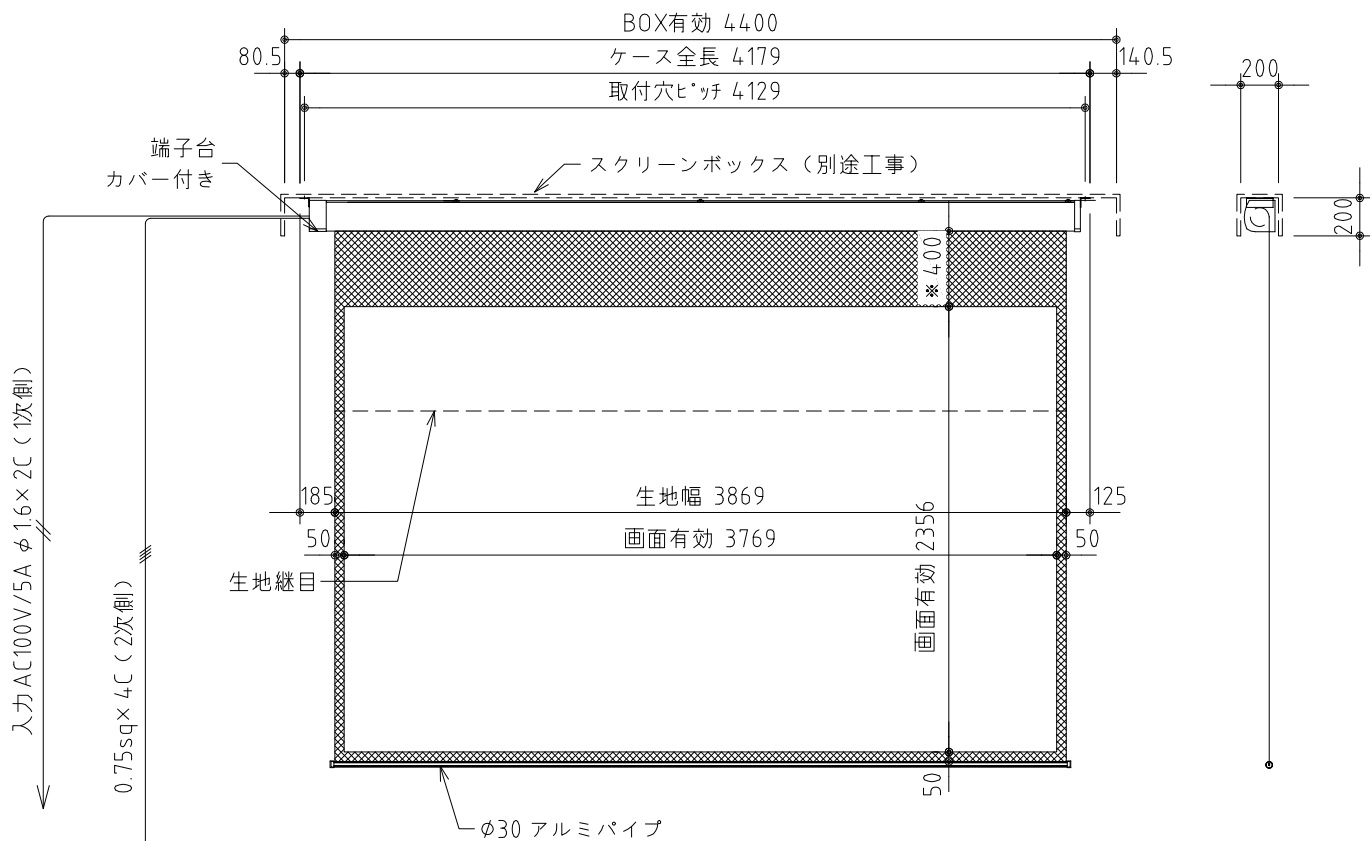 BOX有効 4400
80.5
ケース全長 4179
140.5
取付穴ピッチ 4129
200
端子台
カバー付き
スクリーンボックス（別途工事）
200
※ 400
入力AC100V/5A φ1.6×2C（1次側）
0.75sq×4C（2次側）
185
生地幅 3869
125
50
画面有効 3769
50
画面有効 2356
生地継目
50
φ30 アルミパイプ